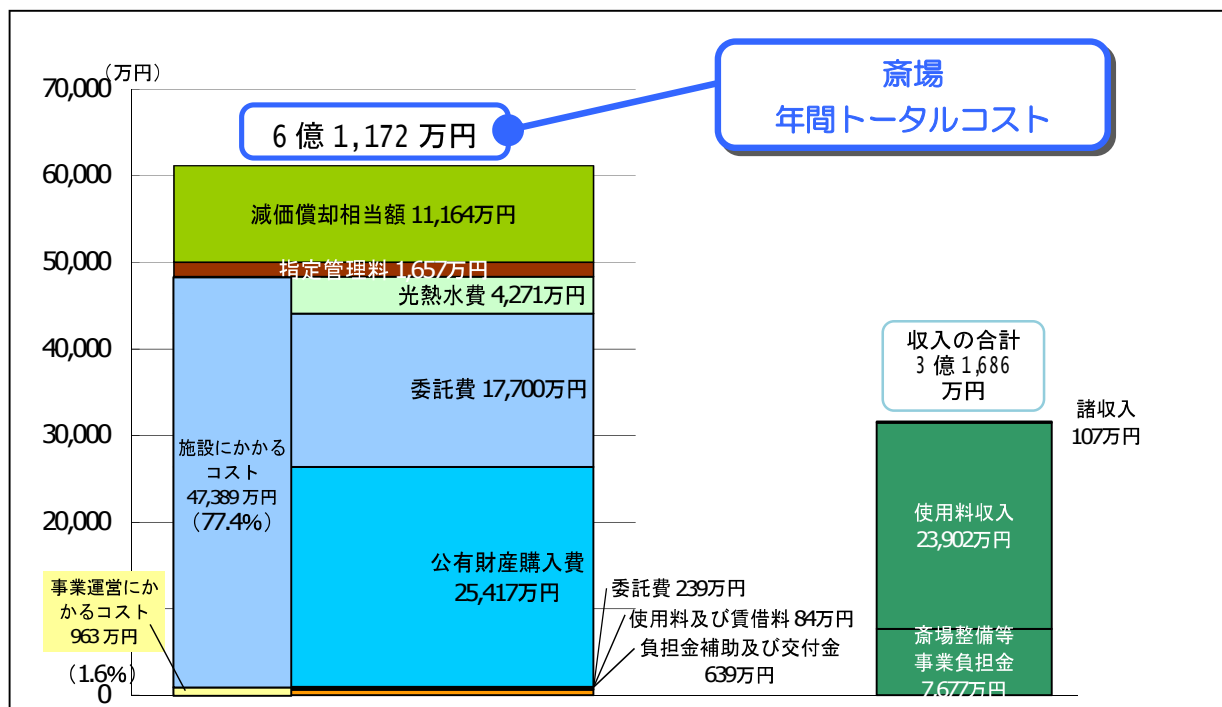 (万円)
70,000
60,000
50,000
40,000
30,000
20,000
0
斎場
年間トータルコスト
6億1,172万円
減価償却相当額 11,164万円
指定管理料 1,657万円
光熱水費 4,271万円
委託費 17,700万円
施設にかかる
コスト
47,389万円
(77.4%)
公有財産購入費
25,417万円
事業運営にか
かるコスト
963万円
(1.6%)
委託費 239万円
使用料及び賃借料 84万円
負担金補助及び交付金
639万円
収入の合計
3億1,686
万円
諸収入
107万円
使用料収入
23,902万円
斎場整備等
事業負担金
7,677万円